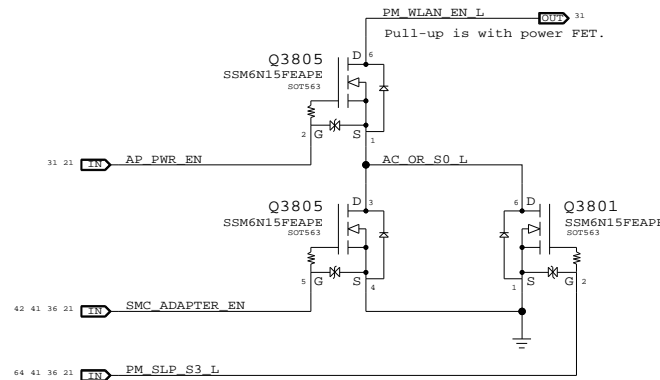 PM_WLAN_EN_L OUT 31
Pull-up is with power FET.
Q3805 D 6
SSM6N15FEAPE
SOT563
2 G S 1
31 21 IN AP_PWR_EN AC_OR_S0_L
Q3805 D 3 6 D Q3801
SSM6N15FEAPE SSM6N15FEAPE
SOT563 SOT563
5 G S 4 1 S G 2
42 41 36 21 IN SMC_ADAPTER_EN
64 41 36 21 IN PM_SLP_S3_L